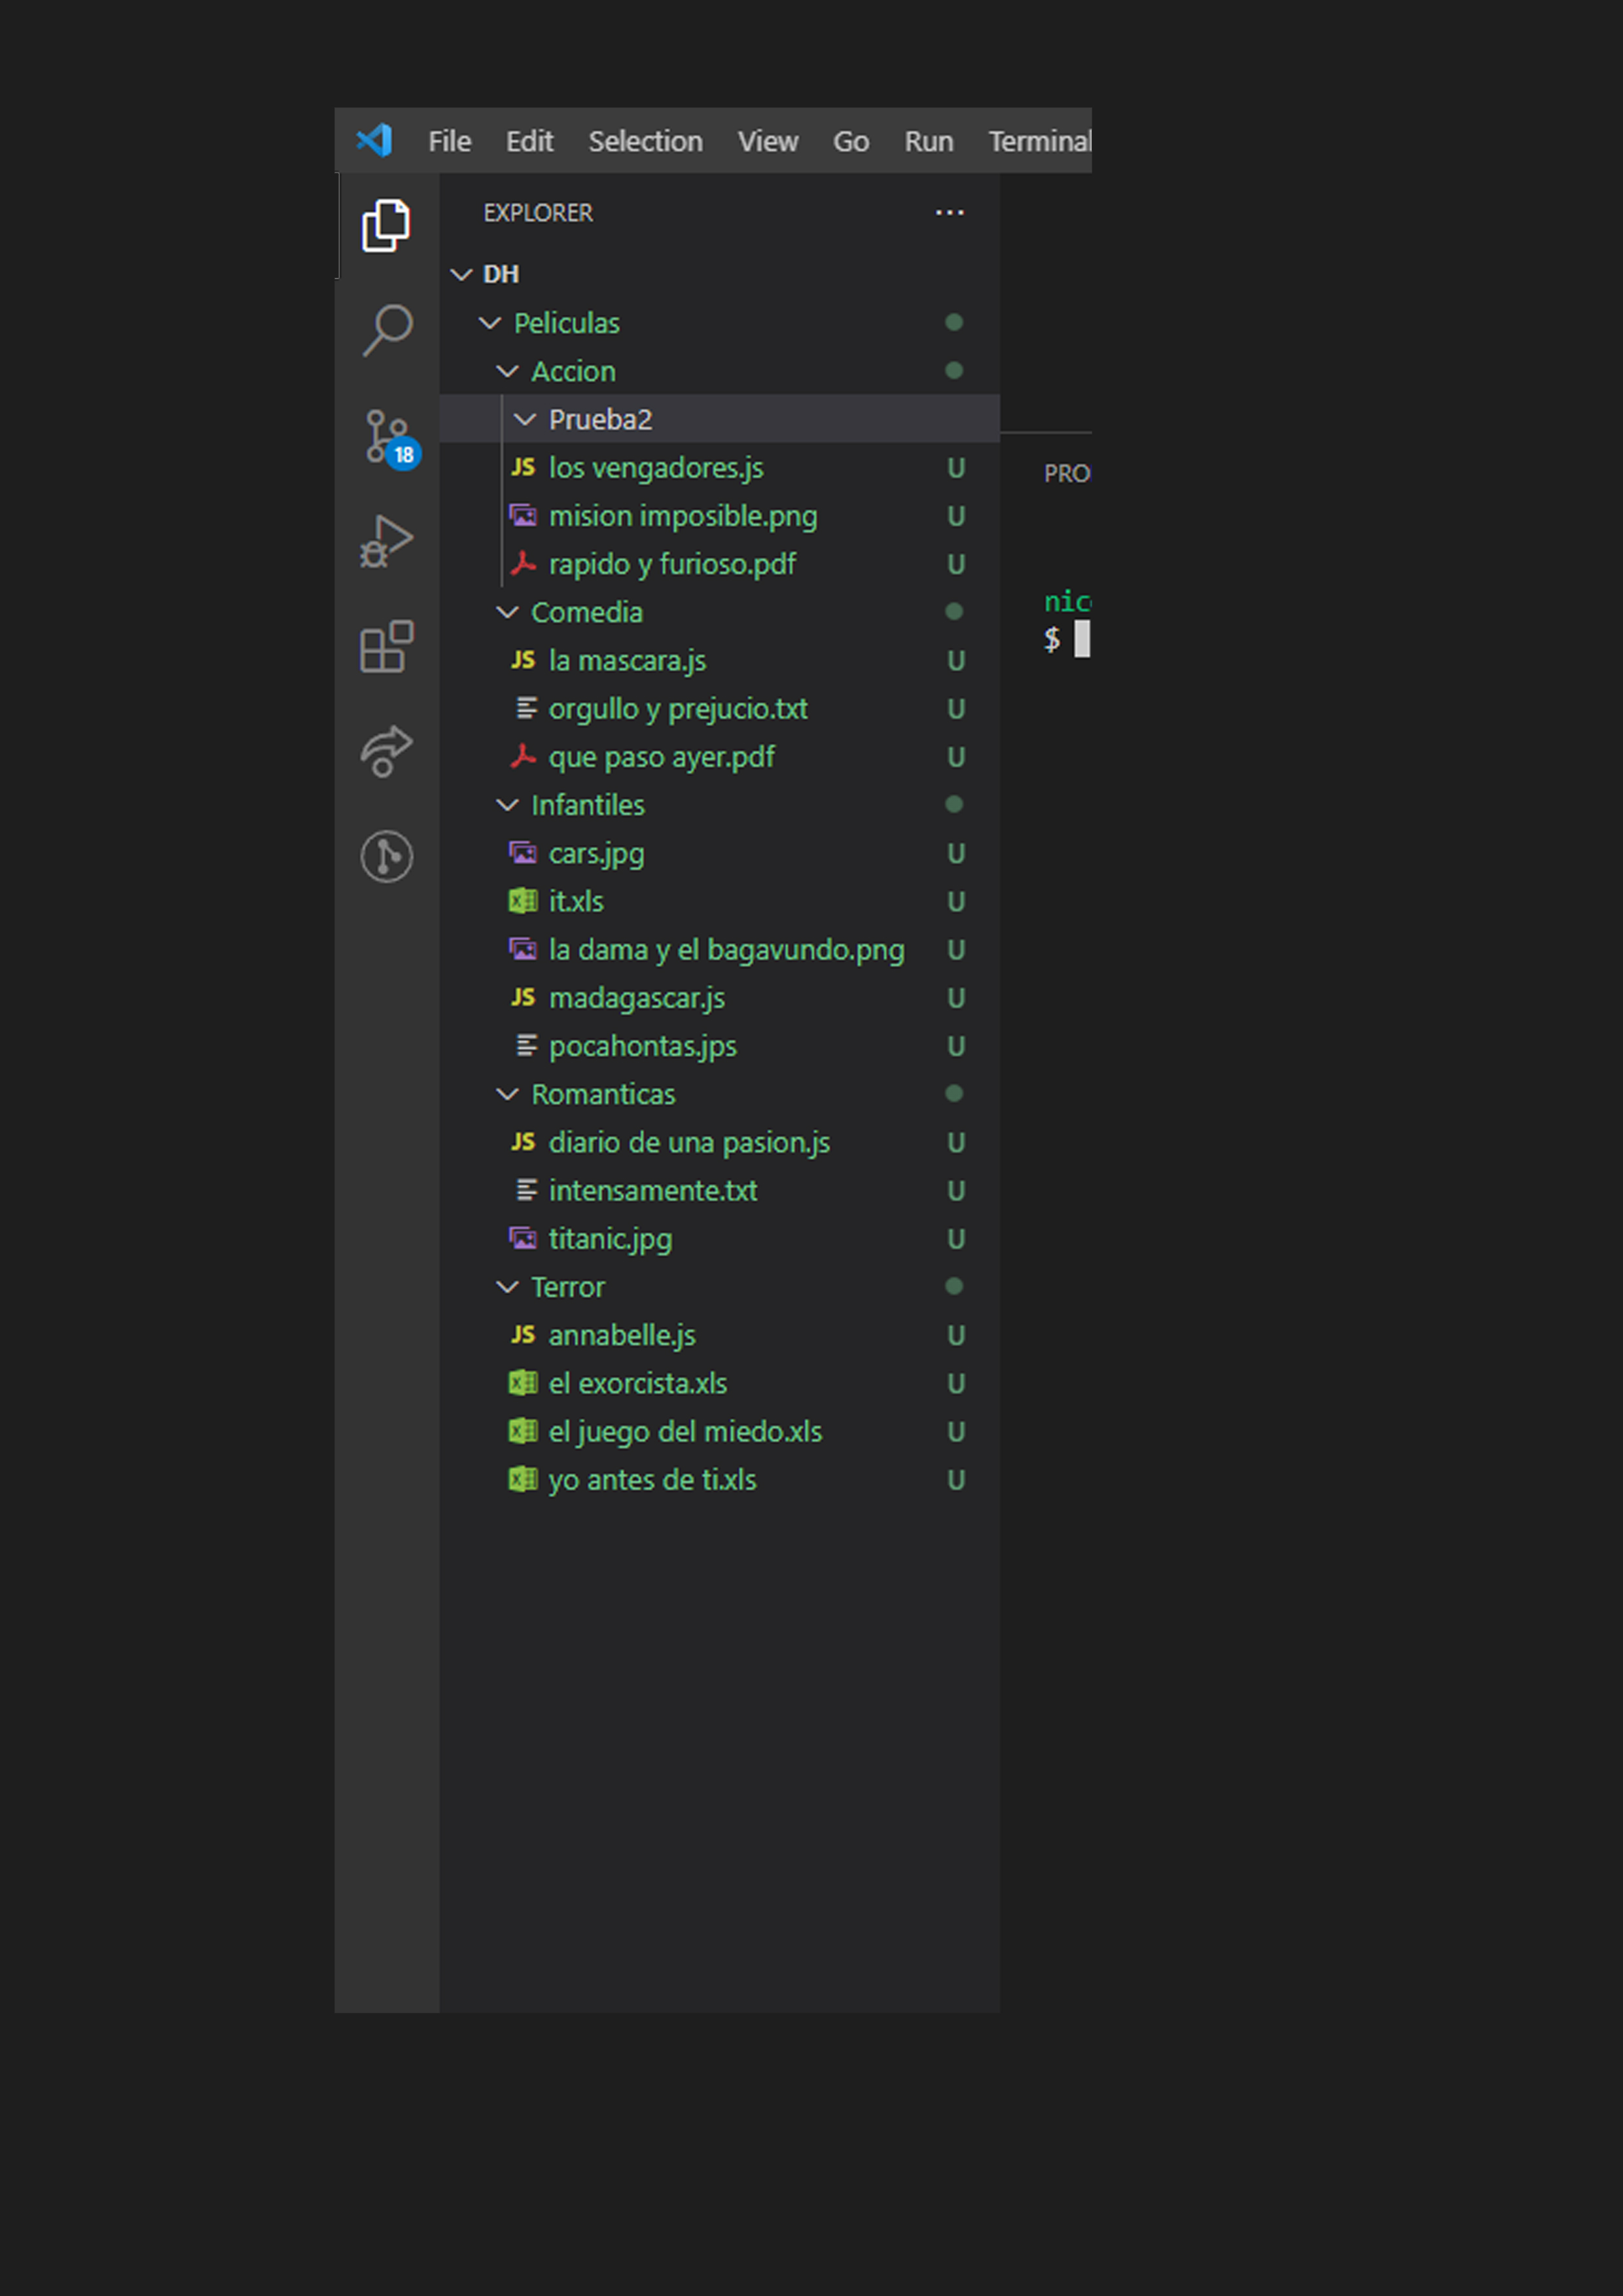 File Edit Selection View Go Run Terminal
EXPLORER
DH
Peliculas
Accion
Prueba2
JS los vengadores.js U
mision imposible.png U
rapido y furioso.pdf U
Comedia
JS la mascara.js U
orgullo y prejucio.txt U
que paso ayer.pdf U
Infantiles
cars.jpg U
it.xls U
la dama y el bagavundo.png U
JS madagascar.js U
pocahontas.jps U
Romanticas
JS diario de una pasion.js U
intensamente.txt U
titanic.jpg U
Terror
JS annabelle.js U
el exorcista.xls U
el juego del miedo.xls U
yo antes de ti.xls U
18
PRO
nic
$